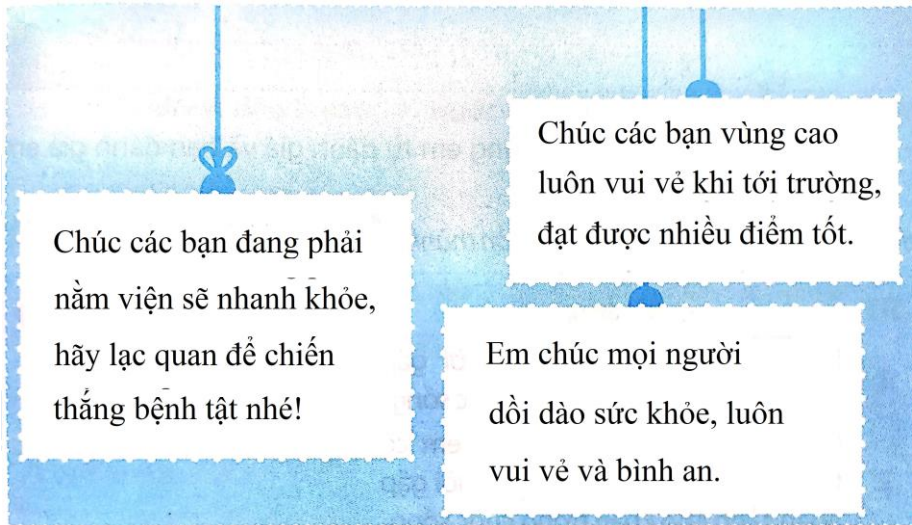 Chúc các bạn đang phải
nằm viện sẽ nhanh khỏe,
hãy lạc quan để chiến
thắng bệnh tật nhé!
Chúc các bạn vùng cao
luôn vui vẻ khi tới trường,
đạt được nhiều điểm tốt.
Em chúc mọi người
dồi dào sức khỏe, luôn
vui vẻ và bình an.